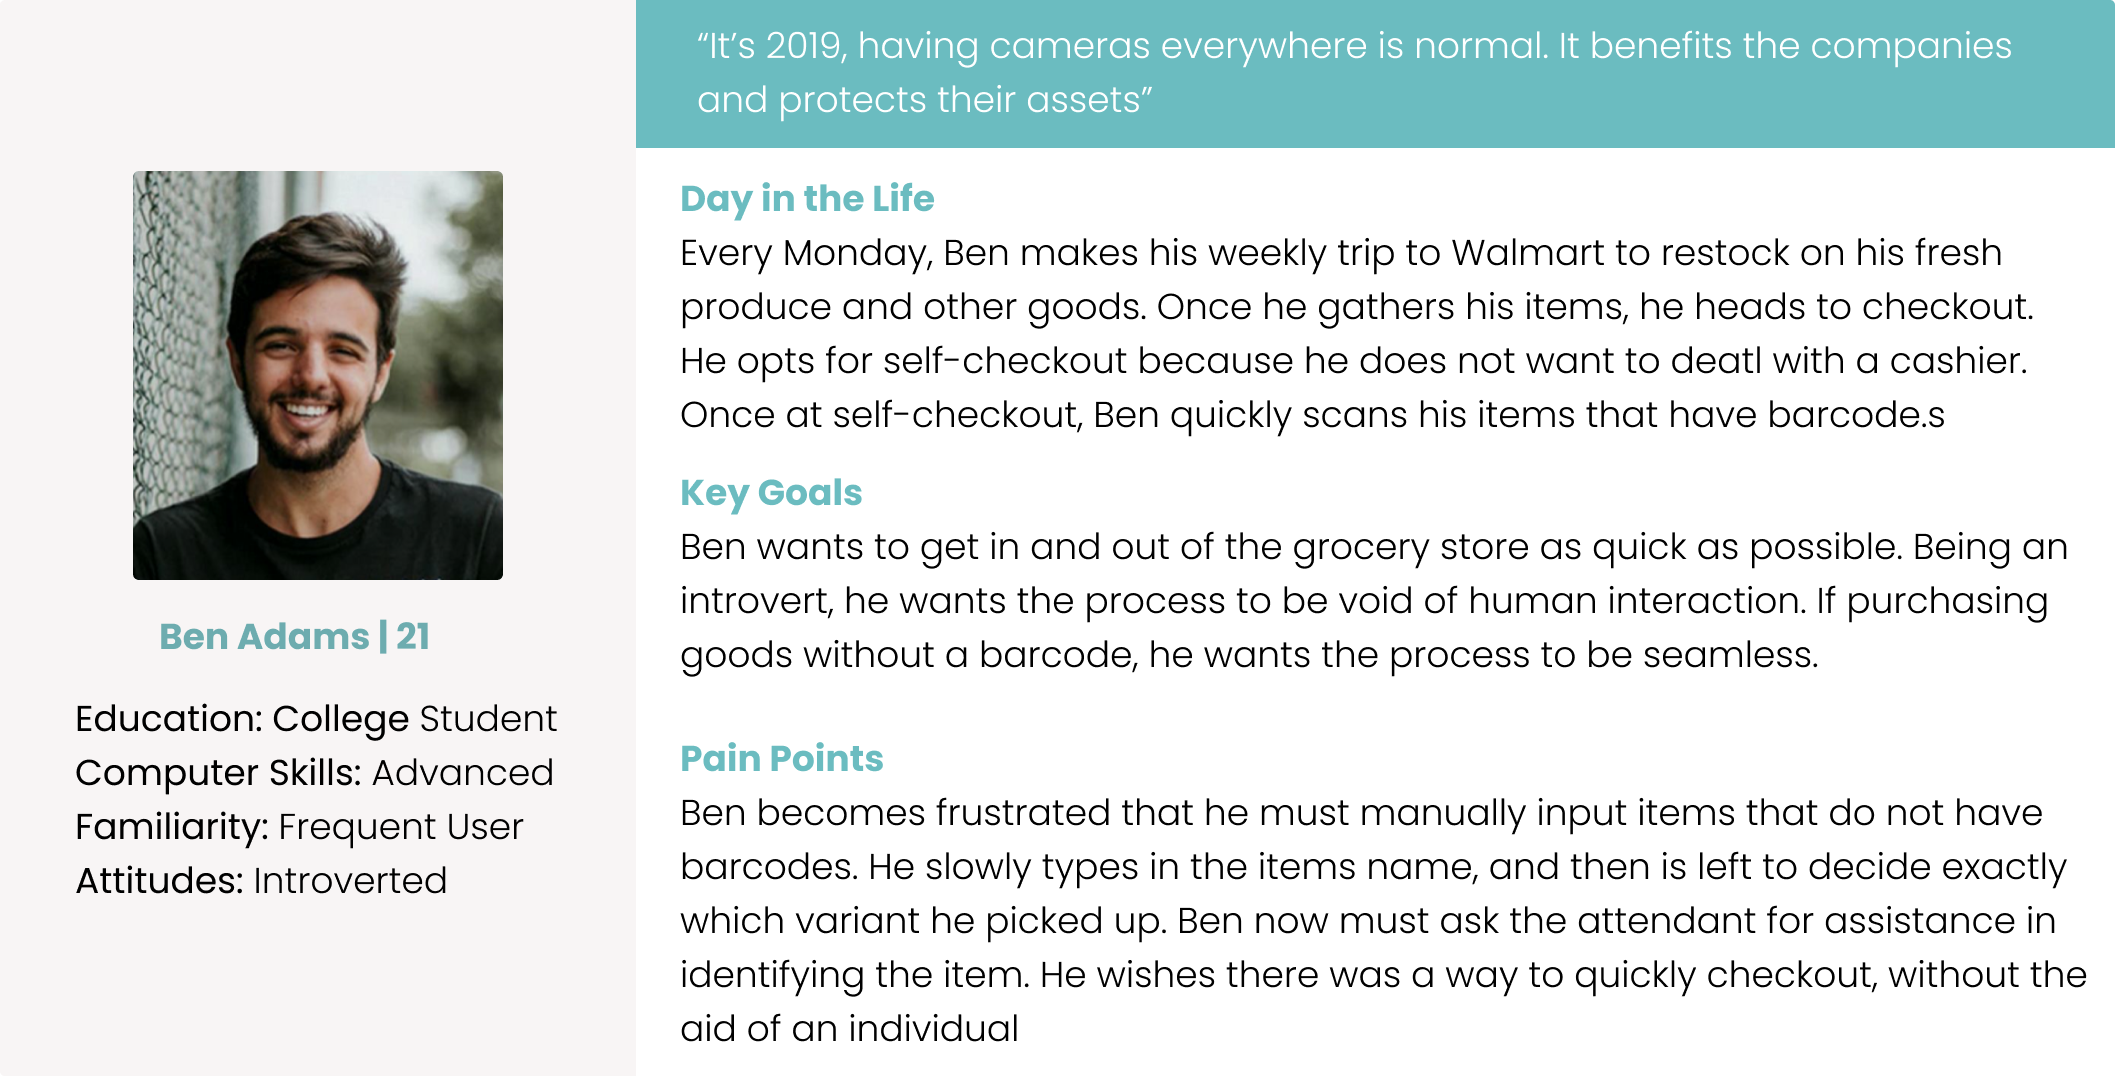 “It’s 2019, having cameras everywhere is normal. It benefits the companies
and protects their assets”
Ben Adams | 21
Education: College Student
Computer Skills: Advanced
Familiarity: Frequent User
Attitudes: Introverted
Day in the Life
Every Monday, Ben makes his weekly trip to Walmart to restock on his fresh
produce and other goods. Once he gathers his items, he heads to checkout.
He opts for self-checkout because he does not want to deatl with a cashier.
Once at self-checkout, Ben quickly scans his items that have barcode.s
Key Goals
Ben wants to get in and out of the grocery store as quick as possible. Being an
introvert, he wants the process to be void of human interaction. If purchasing
goods without a barcode, he wants the process to be seamless.
Pain Points
Ben becomes frustrated that he must manually input items that do not have
barcodes. He slowly types in the items name, and then is left to decide exactly
which variant he picked up. Ben now must ask the attendant for assistance in
identifying the item. He wishes there was a way to quickly checkout, without the
aid of an individual